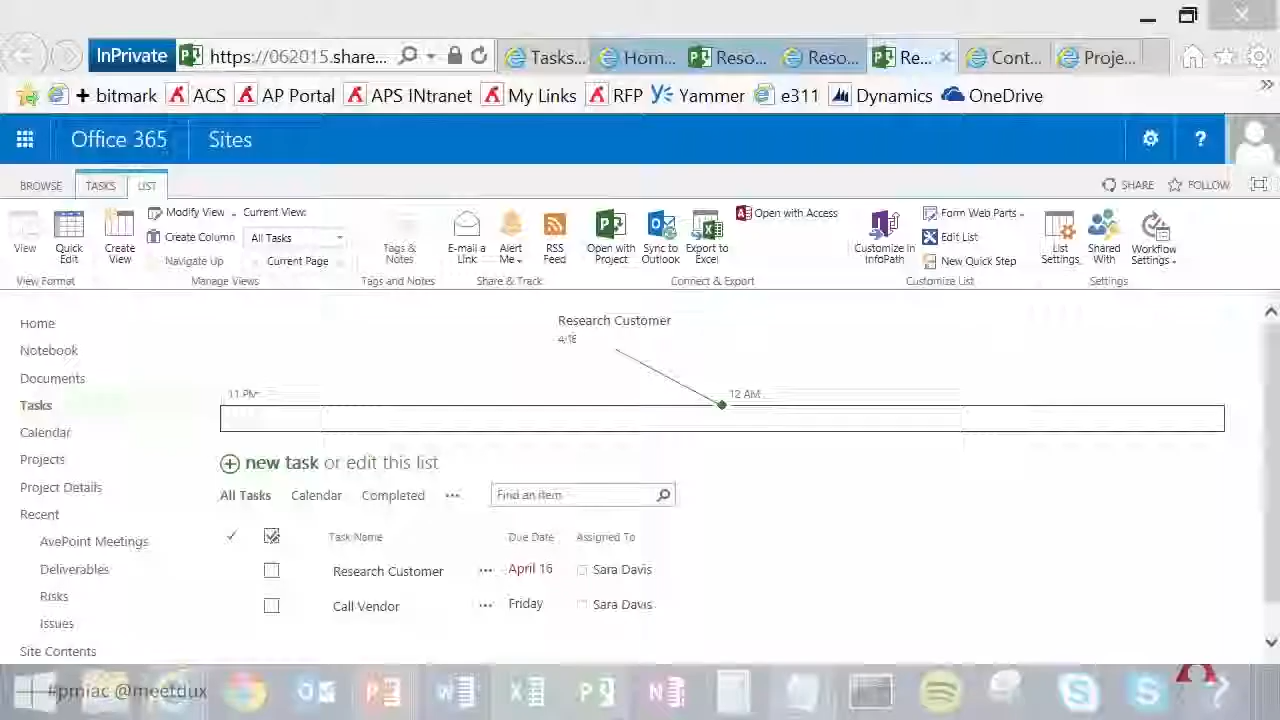 InPrivate https://062015.share... Tasks... Hom... Reso... Reso... Re... Cont... Proje...
bitmark ACS AP Portal APS INtranet My Links RFP Yammer e311 Dynamics OneDrive
Office 365 Sites ?
BROWSE TASKS LIST SHARE FOLLOW
View
Quick Edit
Create View
Modify View
Create Column
Navigate Up
Current View:
All Tasks
Current Page
Tags & Notes
E-mail a Link
Alert Me
RSS Feed
Open with Project
Sync to Outlook
Export to Excel
Open with Access
Customize in InfoPath
Form Web Parts
Edit List
New Quick Step
List Settings
Shared With
Workflow Settings
View Format Manage Views Tags and Notes Share & Track Connect & Export Customize List Settings
Home
Notebook
Documents
Tasks
Calendar
Projects
Project Details
Recent
AvePoint Meetings
Deliverables
Risks
Issues
Site Contents
Research Customer
4/16
11 PM 12 AM
new task or edit this list
All Tasks Calendar Completed ... Find an item
Task Name Due Date Assigned To
Research Customer ... April 16 Sara Davis
Call Vendor ... Friday Sara Davis
#pmiac @meetdux